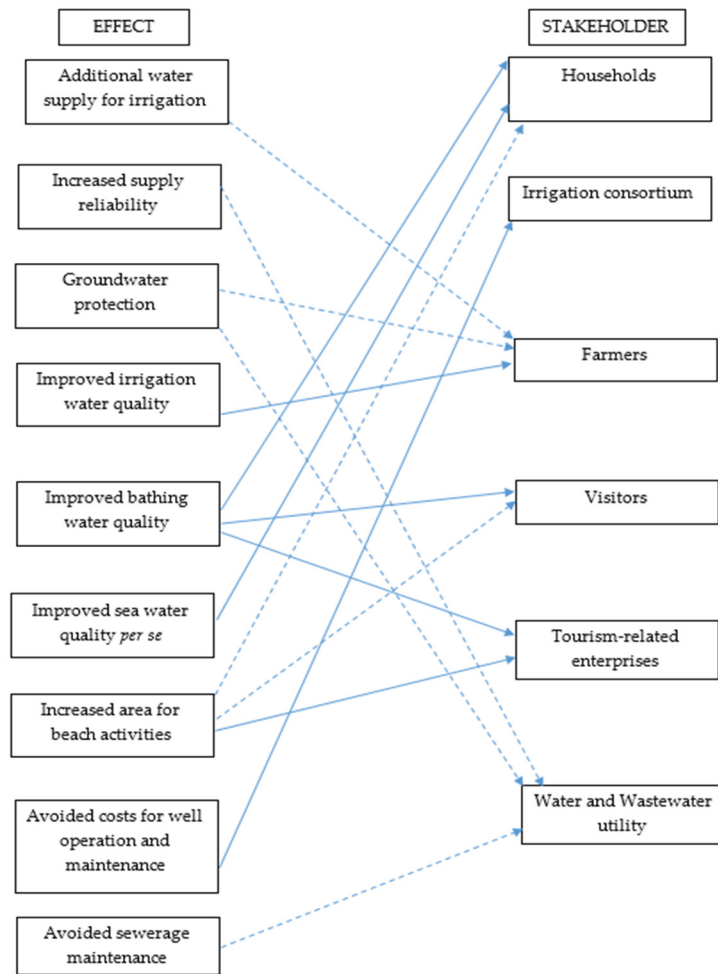 EFFECT
STAKEHOLDER
Additional water
supply for irrigation
Households
Increased supply
reliability
Irrigation consortium
Groundwater
protection
Farmers
Improved irrigation
water quality
Improved bathing
water quality
Visitors
Improved sea water
quality per se
Tourism-related
enterprises
Increased area for
beach activities
Avoided costs for well
operation and
maintenance
Water and Wastewater
utility
Avoided sewerage
maintenance